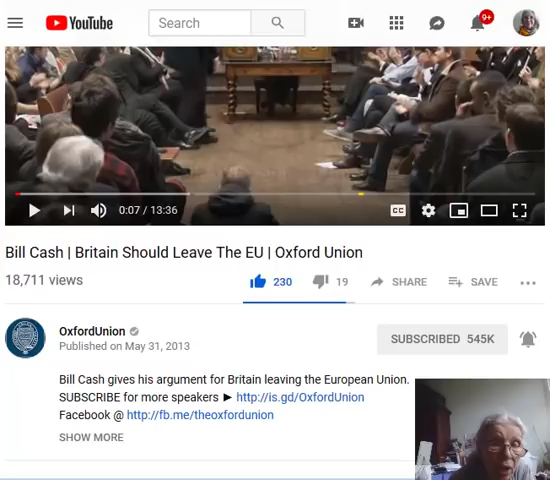 YouTube
Search
9+
0:07 / 13:36
CC
Bill Cash | Britain Should Leave The EU | Oxford Union
18,711 views
230
19
SHARE
SAVE
OxfordUnion
Published on May 31, 2013
SUBSCRIBED 545K
Bill Cash gives his argument for Britain leaving the European Union.
SUBSCRIBE for more speakers ► http://is.gd/OxfordUnion
Facebook @ http://fb.me/theoxfordunion
SHOW MORE